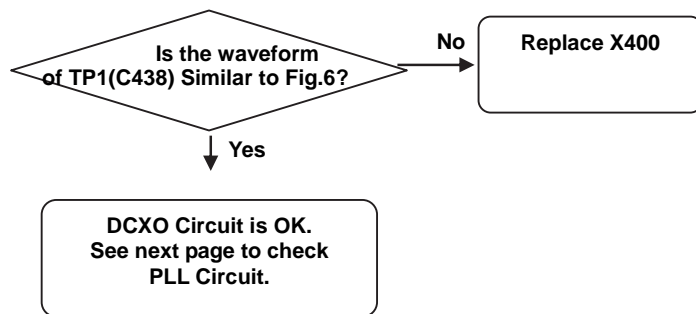 Is the waveform
of TP1(C438) Similar to Fig.6?
No
Replace X400
Yes
DCXO Circuit is OK.
See next page to check
PLL Circuit.